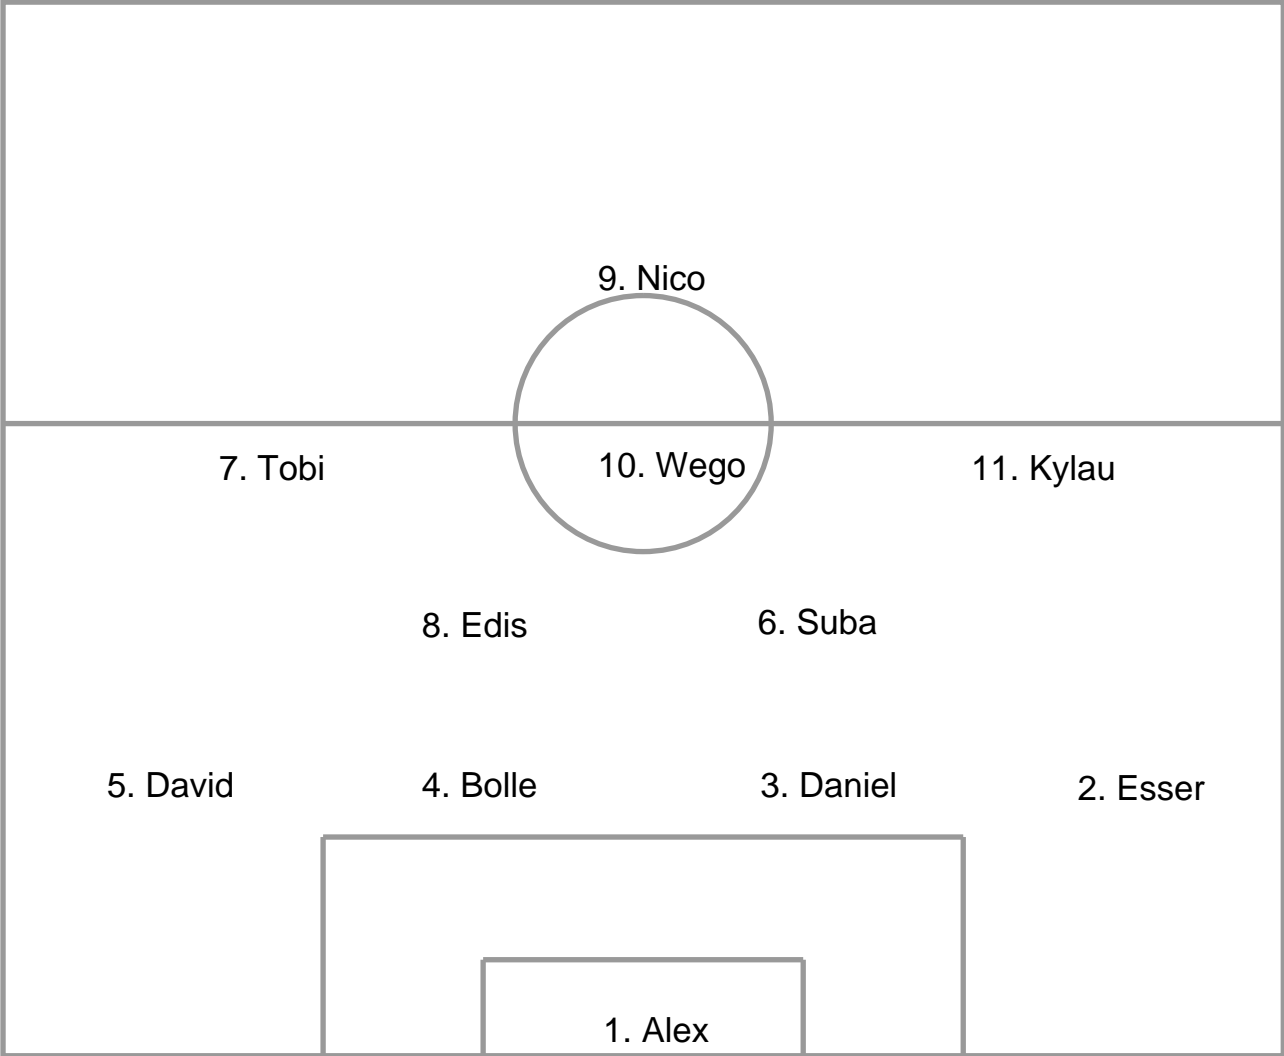 9. Nico
7. Tobi
10. Wego
11. Kylau
8. Edis
6. Suba
5. David
4. Bolle
3. Daniel
2. Esser
1. Alex